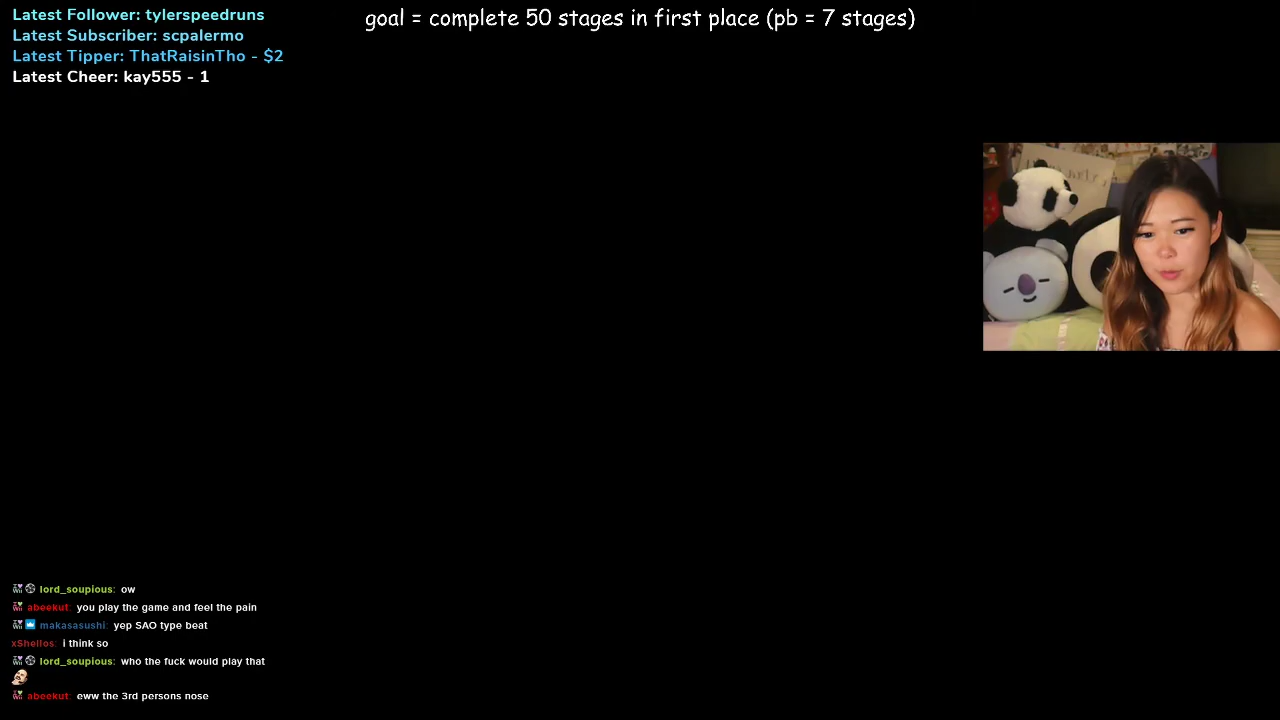 Latest Follower: tylerspeedruns
Latest Subscriber: scpalermo
Latest Tipper: ThatRaisinTho - $2
Latest Cheer: kay555 - 1
goal = complete 50 stages in first place (pb = 7 stages)
lord_soupious: ow
abeekut: you play the game and feel the pain
makasasushi: yep SAO type beat
xShellos: i think so
lord_soupious: who the fuck would play that
abeekut: eww the 3rd persons nose